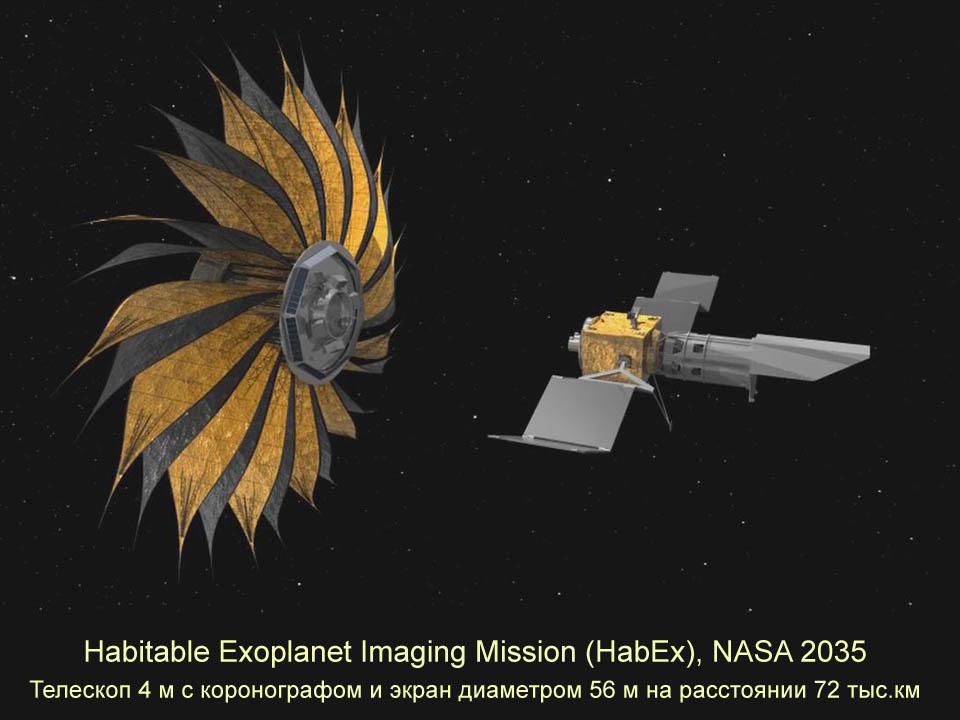 Habitable Exoplanet Imaging Mission (HabEx), NASA 2035
Телескоп 4 м с коронографом и экран диаметром 56 м на расстоянии 72 тыс.км